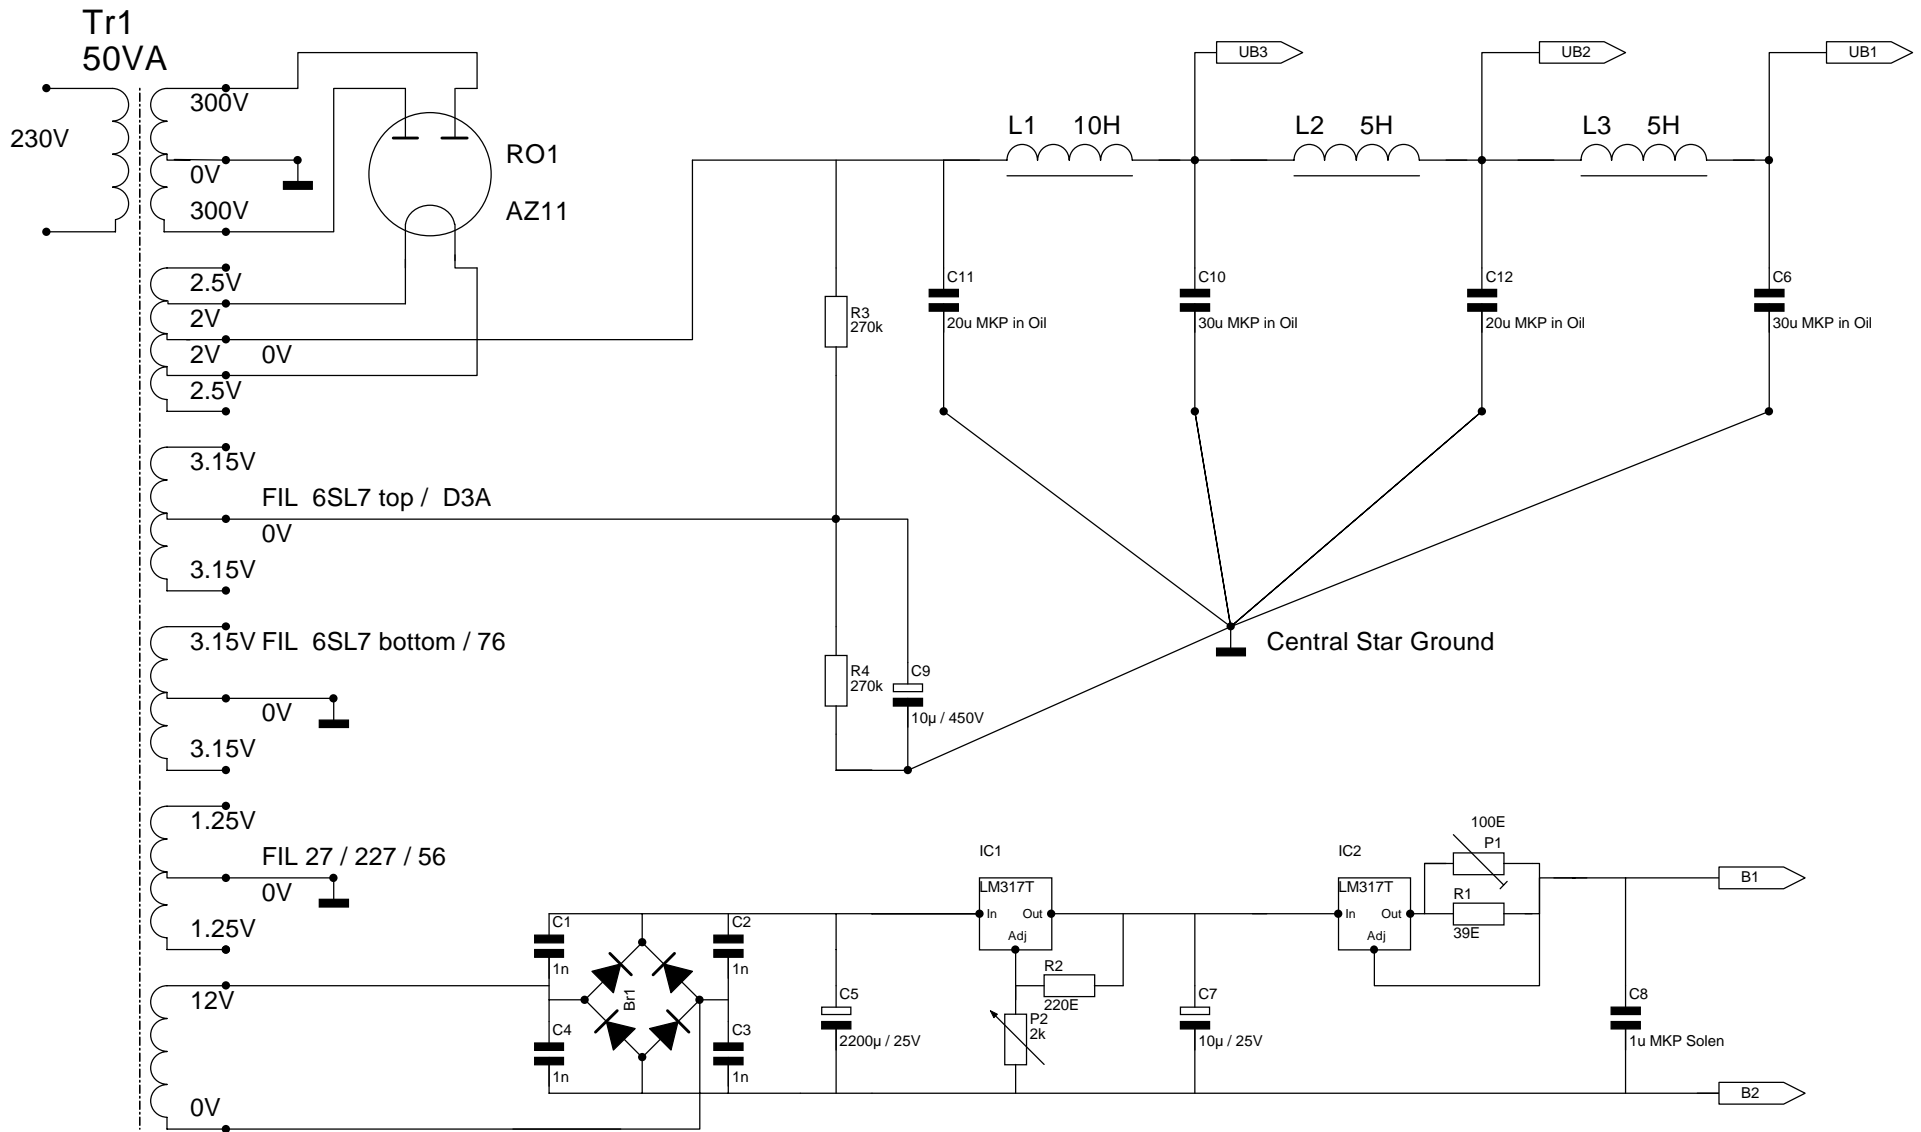 Tr1
50VA
230V
300V
0V
300V
RO1
AZ11
UB3
UB2
UB1
L1 10H
L2 5H
L3 5H
2.5V
2V
2V 0V
2.5V
R3
270k
C11
20u MKP in Oil
C10
30u MKP in Oil
C12
20u MKP in Oil
C6
30u MKP in Oil
3.15V
FIL 6SL7 top / D3A
0V
3.15V
3.15V FIL 6SL7 bottom / 76
0V
3.15V
R4
270k
C9
10µ / 450V
Central Star Ground
1.25V
FIL 27 / 227 / 56
0V
1.25V
12V
0V
C1
1n
C2
1n
C4
1n
C3
1n
Br1
C5
2200µ / 25V
IC1
LM317T
In Out
Adj
R2
220E
P2
2k
C7
10µ / 25V
IC2
LM317T
In Out
Adj
100E
P1
R1
39E
C8
1u MKP Solen
B1
B2